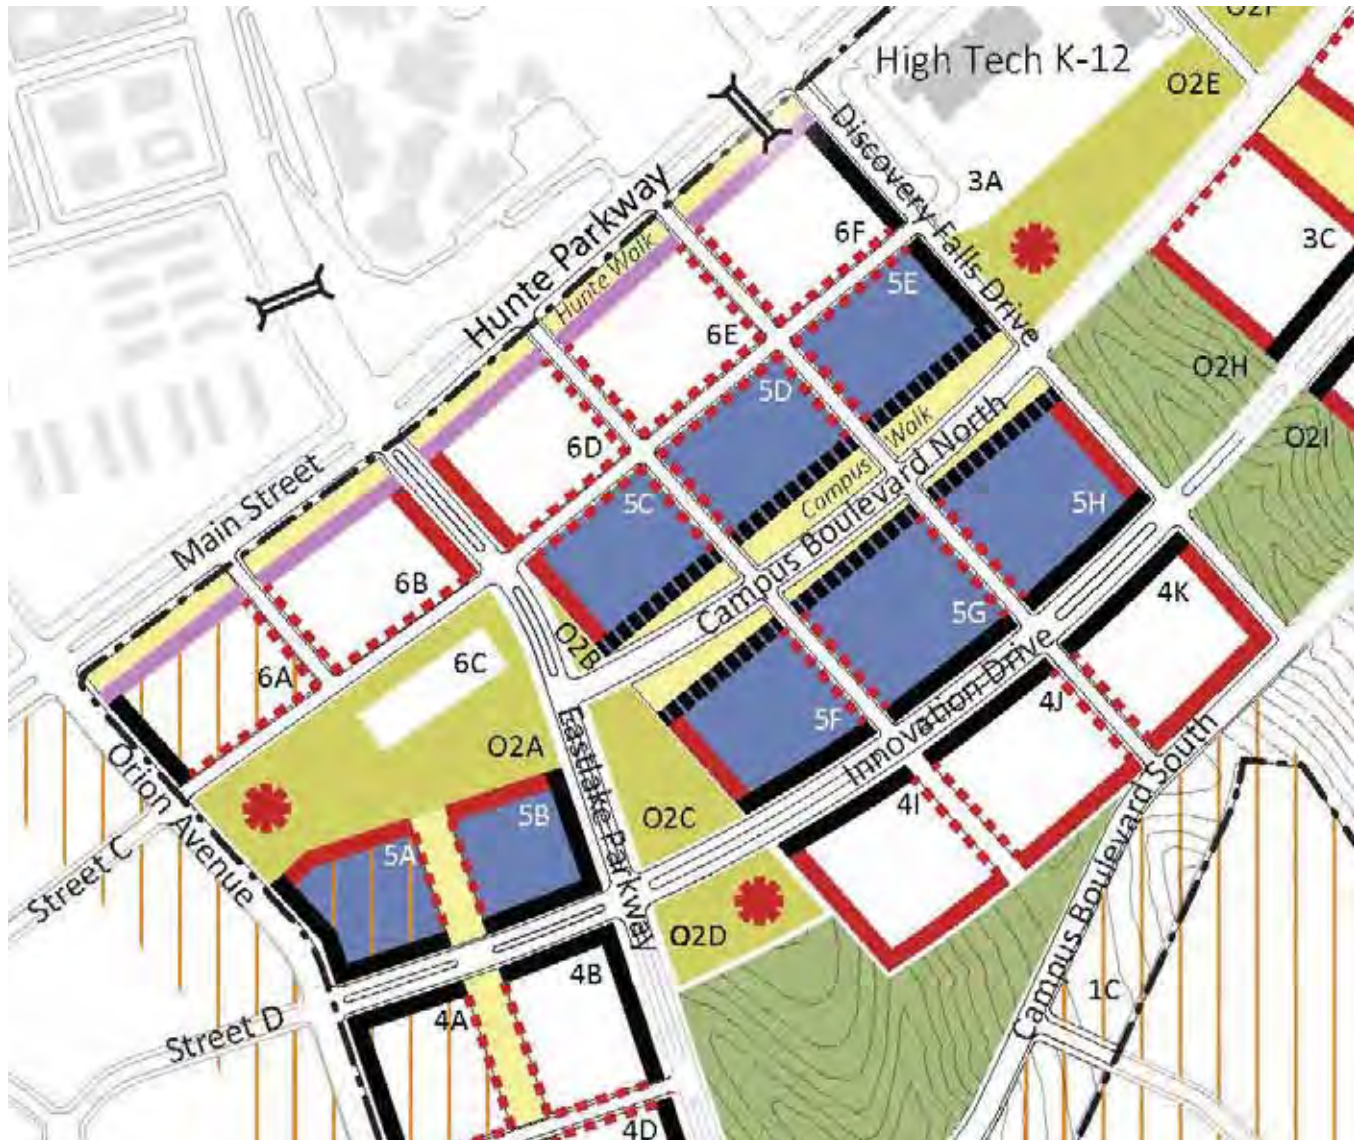 O2F
High Tech K-12
O2E
Discovery Falls Drive
3A
3C
Hunte Parkway
Hunte Walk
6F
5E
6E
5D
O2H
O2I
6D
Campus Walk
Campus Boulevard North
5C
5H
Main Street
6B
O2B
5G
4K
6A
6C
5F
4J
O2A
Innovation Drive
Eastlake Parkway
Orion Avenue
Street C
5B
5A
O2C
4I
Campus Boulevard South
O2D
4B
4A
1C
Street D
4D